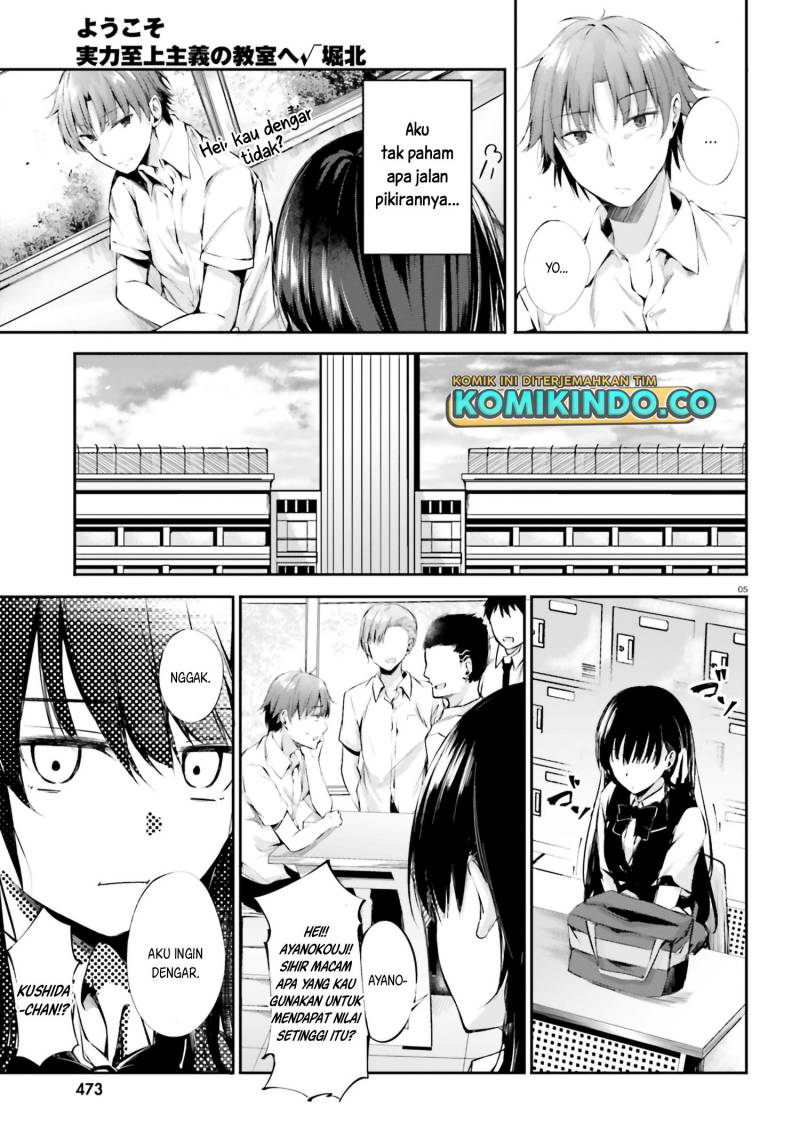 ようこそ
実力至上主義の教室へ√堀北
...
YO...
Aku
tak paham
apa jalan
pikirannya...
Hei, kau dengar
tidak?
KOMIK INI DITERJEMAHKAN TIM
KOMIKINDO.CO
05
AYANO-
HEI!!
AYANOKOUJI!
SIHIR MACAM
APA YANG KAU
GUNAKAN UNTUK
MENDAPAT NILAI
SETINGGI ITU?
NGGAK.
AKU INGIN
DENGAR.
KUSHIDA
-CHAN!?
473